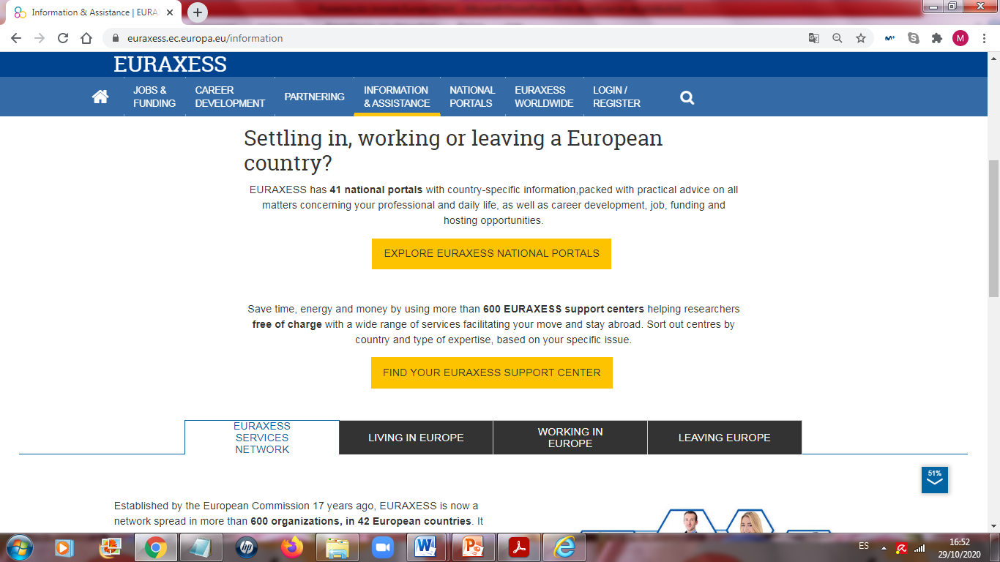 Information & Assistance | EURA
euraxess.ec.europa.eu/information
M
EURAXESS
JOBS &
FUNDING
CAREER
DEVELOPMENT
PARTNERING
INFORMATION
& ASSISTANCE
NATIONAL
PORTALS
EURAXESS
WORLDWIDE
LOGIN /
REGISTER
Settling in, working or leaving a European
country?
EURAXESS has 41 national portals with country-specific information,packed with practical advice on all
matters concerning your professional and daily life, as well as career development, job, funding and
hosting opportunities.
EXPLORE EURAXESS NATIONAL PORTALS
Save time, energy and money by using more than 600 EURAXESS support centers helping researchers
free of charge with a wide range of services facilitating your move and stay abroad. Sort out centres by
country and type of expertise, based on your specific issue.
FIND YOUR EURAXESS SUPPORT CENTER
EURAXESS
SERVICES
NETWORK
LIVING IN EUROPE
WORKING IN
EUROPE
LEAVING EUROPE
51%
Established by the European Commission 17 years ago, EURAXESS is now a
network spread in more than 600 organizations, in 42 European countries. It
ES
16:52
29/10/2020